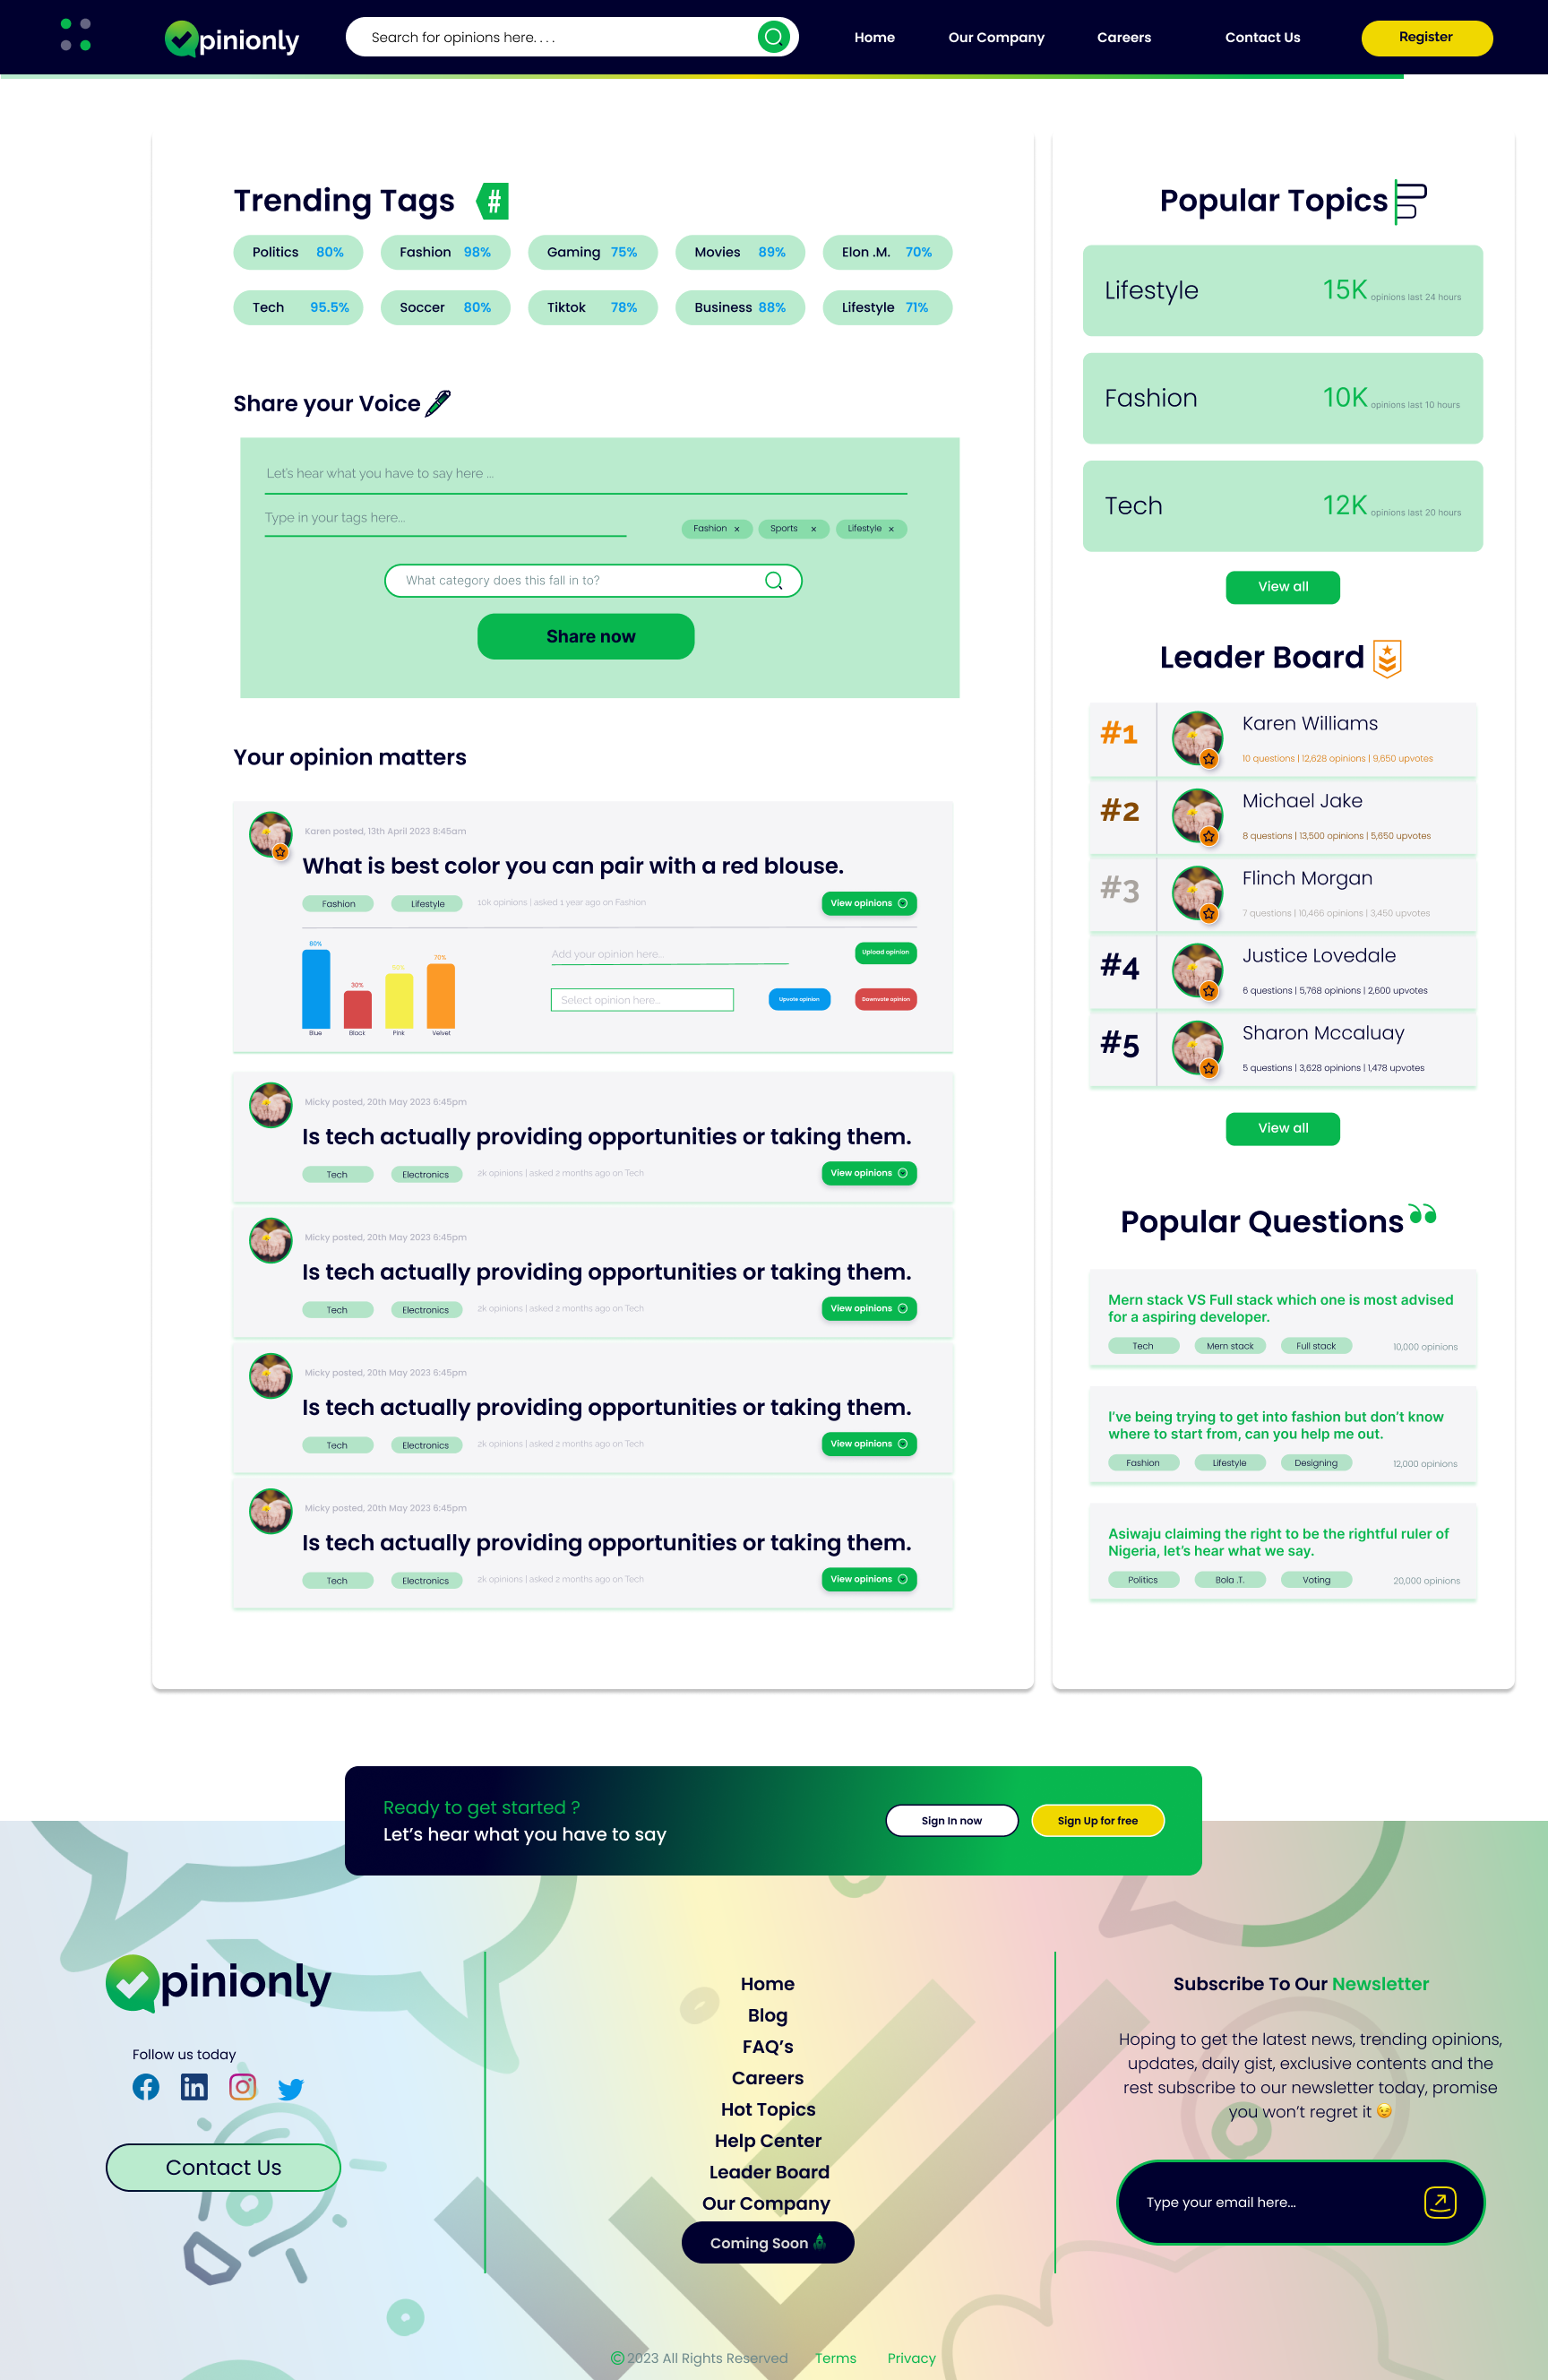 pinionly
Search for opinions here. . . .
Home
Our Company
Careers
Contact Us
Register
Trending Tags #
Politics 80%
Fashion 98%
Gaming 75%
Movies 89%
Elon .M. 70%
Tech 95.5%
Soccer 80%
Tiktok 78%
Business 88%
Lifestyle 71%
Share your Voice
Let's hear what you have to say here ...
Type in your tags here...
Fashion x
Sports x
Lifestyle x
What category does this fall in to?
Share now
Your opinion matters
Karen posted, 13th April 2023 8:45am
What is best color you can pair with a red blouse.
Fashion
Lifestyle
10k opinions | asked 1 year ago on Fashion
View opinions
80%
30%
70%
Blue
Black
Pink
Velvet
Add your opinion here...
Upload opinion
Select opinion here...
Upvote opinion
Downvote opinion
Micky posted, 20th May 2023 6:45pm
Is tech actually providing opportunities or taking them.
Tech
Electronics
2k opinions | asked 2 months ago on Tech
View opinions
Micky posted, 20th May 2023 6:45pm
Is tech actually providing opportunities or taking them.
Tech
Electronics
2k opinions | asked 2 months ago on Tech
View opinions
Micky posted, 20th May 2023 6:45pm
Is tech actually providing opportunities or taking them.
Tech
Electronics
2k opinions | asked 2 months ago on Tech
View opinions
Micky posted, 20th May 2023 6:45pm
Is tech actually providing opportunities or taking them.
Tech
Electronics
2k opinions | asked 2 months ago on Tech
View opinions
Popular Topics
Lifestyle
15K opinions last 24 hours
Fashion
10K opinions last 10 hours
Tech
12K opinions last 20 hours
View all
Leader Board
#1
Karen Williams
10 questions | 12,628 opinions | 9,650 upvotes
#2
Michael Jake
8 questions | 13,500 opinions | 5,650 upvotes
#3
Flinch Morgan
7 questions | 10,466 opinions | 3,450 upvotes
#4
Justice Lovedale
6 questions | 5,768 opinions | 2,600 upvotes
#5
Sharon Mccaluay
5 questions | 3,628 opinions | 1,478 upvotes
View all
Popular Questions
Mern stack VS Full stack which one is most advised
for a aspiring developer.
Tech
Mern stack
Full stack
10,000 opinions
I've being trying to get into fashion but don't know
where to start from, can you help me out.
Fashion
Lifestyle
Designing
12,000 opinions
Asiwaju claiming the right to be the rightful ruler of
Nigeria, let's hear what we say.
Politics
Bola .T.
Voting
20,000 opinions
Ready to get started ?
Let's hear what you have to say
Sign In now
Sign Up for free
pinionly
Follow us today
Contact Us
Home
Blog
FAQ's
Careers
Hot Topics
Help Center
Leader Board
Our Company
Coming Soon
Subscribe To Our Newsletter
Hoping to get the latest news, trending opinions,
updates, daily gist, exclusive contents and the
rest subscribe to our newsletter today, promise
you won't regret it 😉
Type your email here...
© 2023 All Rights Reserved
Terms
Privacy